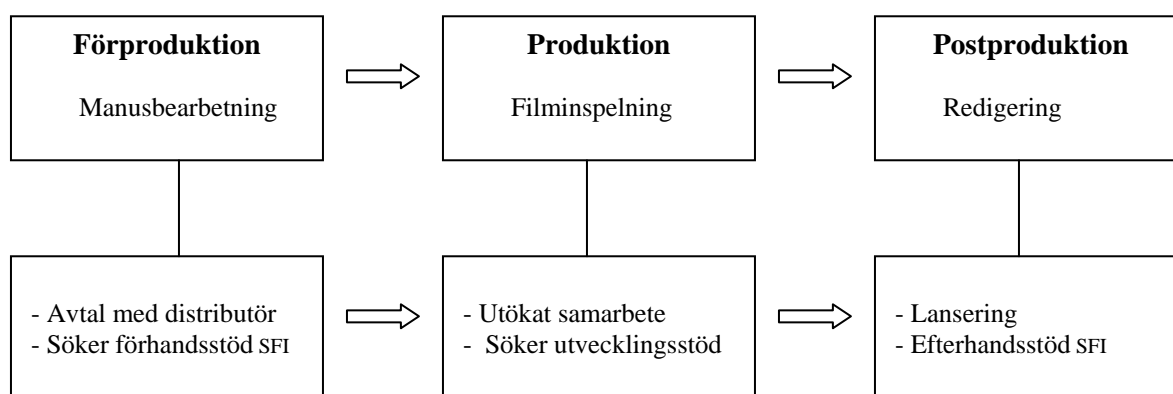 Förproduktion
Manusbearbetning
Produktion
Filminspelning
Postproduktion
Redigering
- Avtal med distributör
- Söker förhandsstöd SFI
- Utökat samarbete
- Söker utvecklingsstöd
- Lansering
- Efterhandsstöd SFI